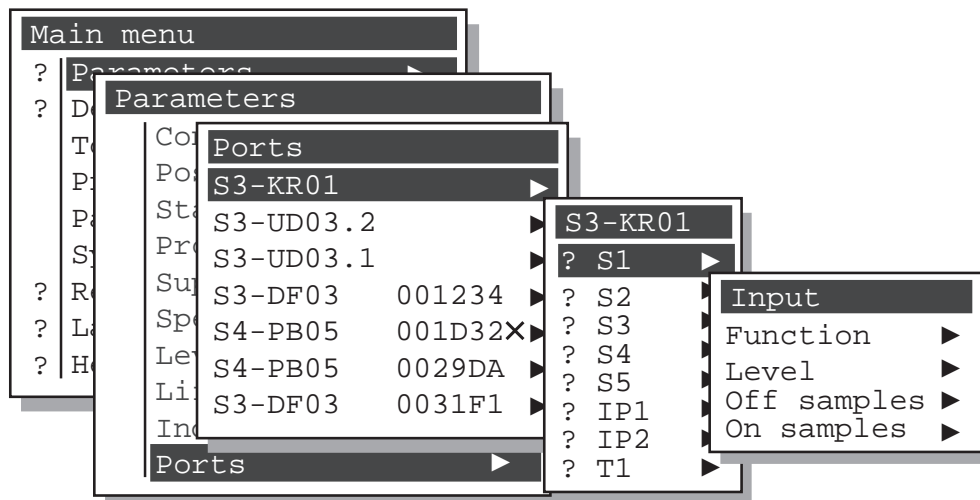 Main menu
? Parameters ▶
?
?
?
?
Parameters
Ports ▶
Ports
S3-KR01 ▶
S3-UD03.2 ▶
S3-UD03.1 ▶
S3-DF03 001234 ▶
S4-PB05 001D32✕▶
S4-PB05 0029DA ▶
S3-DF03 0031F1 ▶
S3-KR01
? S1 ▶
? S2
? S3
? S4
? S5
? IP1
? IP2
? T1 ▶
Input
Function ▶
Level ▶
Off samples ▶
On samples ▶